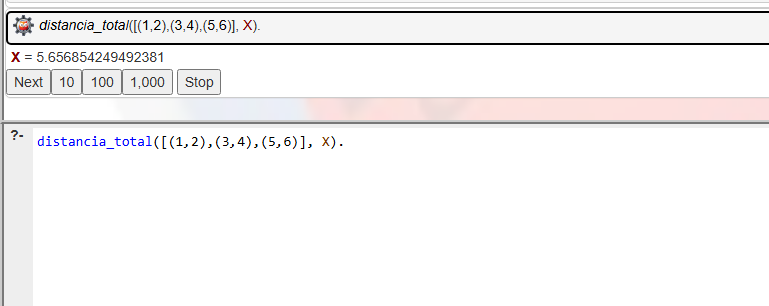 distancia_total([(1,2),(3,4),(5,6)], X).
X = 5.656854249492381
Next 10 100 1,000 Stop
?- distancia_total([(1,2),(3,4),(5,6)], X).